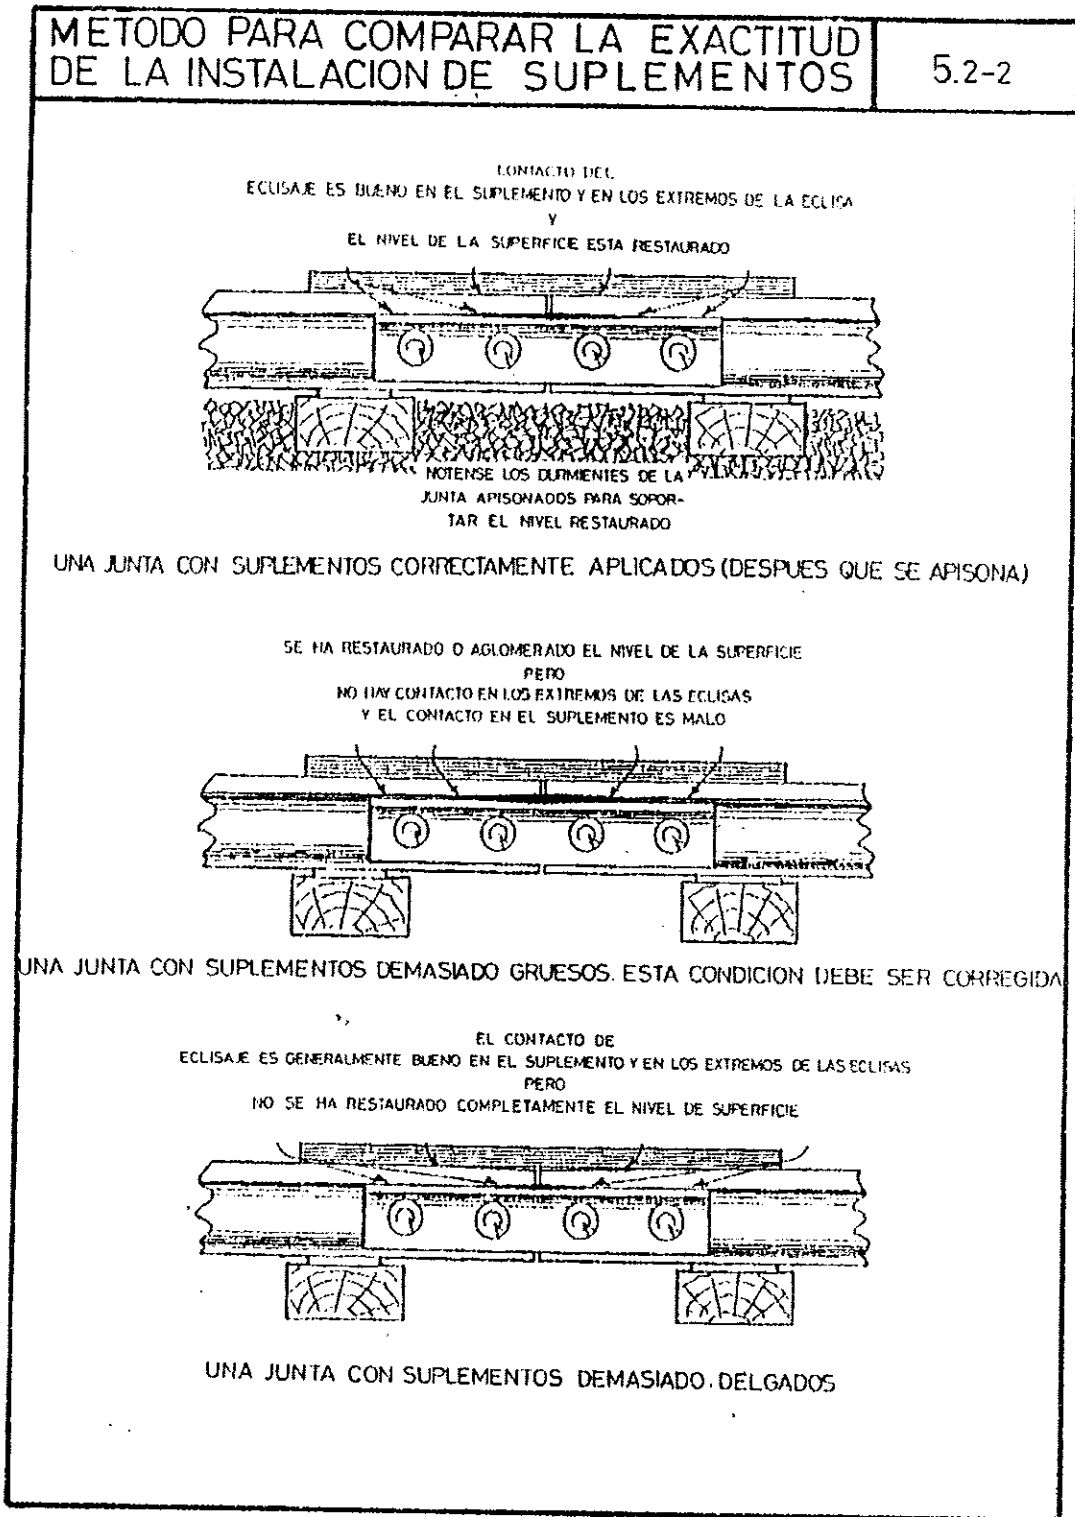 METODO PARA COMPARAR LA EXACTITUD
DE LA INSTALACION DE SUPLEMENTOS
5.2-2
CONTACTO DEL
ECLISAJE ES BUENO EN EL SUPLEMENTO Y EN LOS EXTREMOS DE LA ECLISA
Y
EL NIVEL DE LA SUPERFICE ESTA RESTAURADO
NOTENSE LOS DURMIENTES DE LA
JUNTA APISONADOS PARA SOPOR-
TAR EL NIVEL RESTAURADO
UNA JUNTA CON SUPLEMENTOS CORRECTAMENTE APLICADOS (DESPUES QUE SE APISONA)
SE HA RESTAURADO O AGLOMERADO EL NIVEL DE LA SUPERFICIE
PERO
NO HAY CONTACTO EN LOS EXTREMOS DE LAS ECLISAS
Y EL CONTACTO EN EL SUPLEMENTO ES MALO
UNA JUNTA CON SUPLEMENTOS DEMASIADO GRUESOS. ESTA CONDICION DEBE SER CORREGIDA
EL CONTACTO DE
ECLISAJE ES GENERALMENTE BUENO EN EL SUPLEMENTO Y EN LOS EXTREMOS DE LAS ECLISAS
PERO
NO SE HA RESTAURADO COMPLETAMENTE EL NIVEL DE SUPERFICIE
UNA JUNTA CON SUPLEMENTOS DEMASIADO DELGADOS